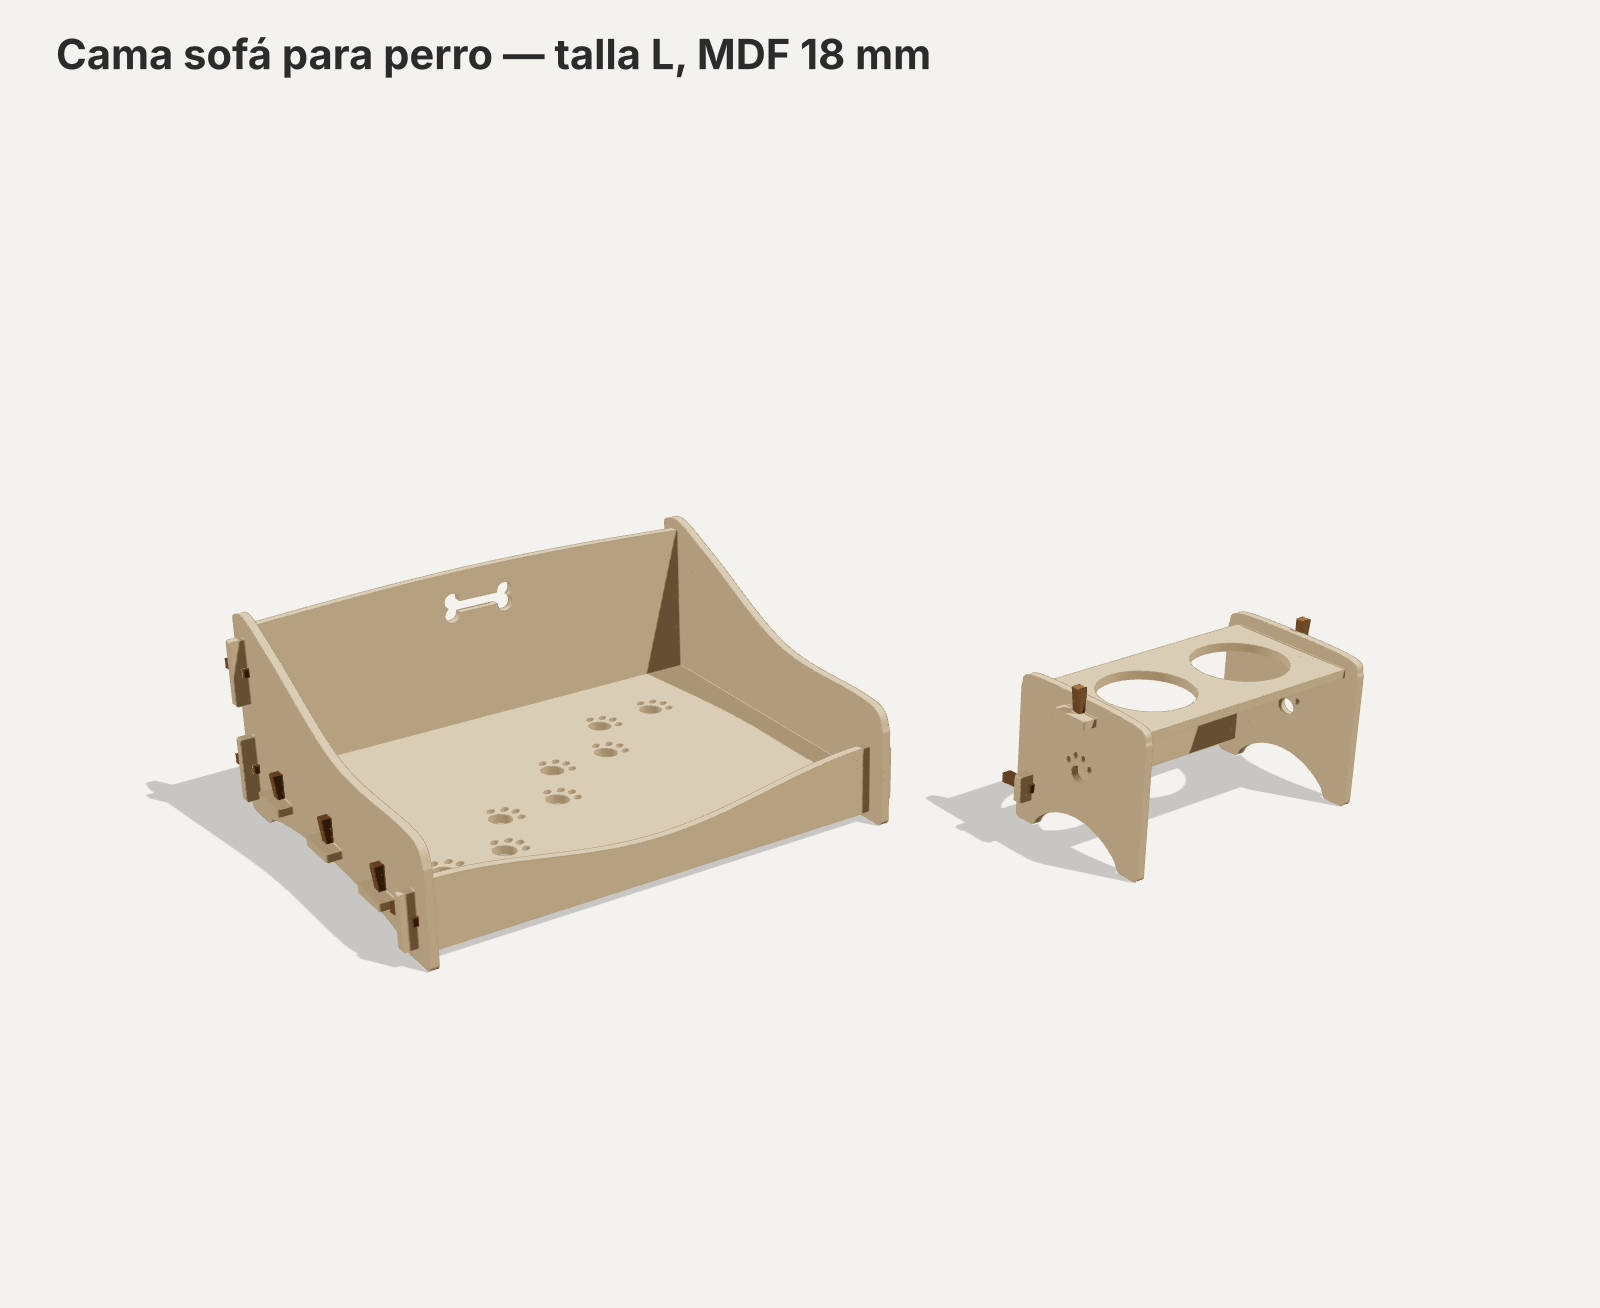 Cama sofá para perro — talla L, MDF 18 mm